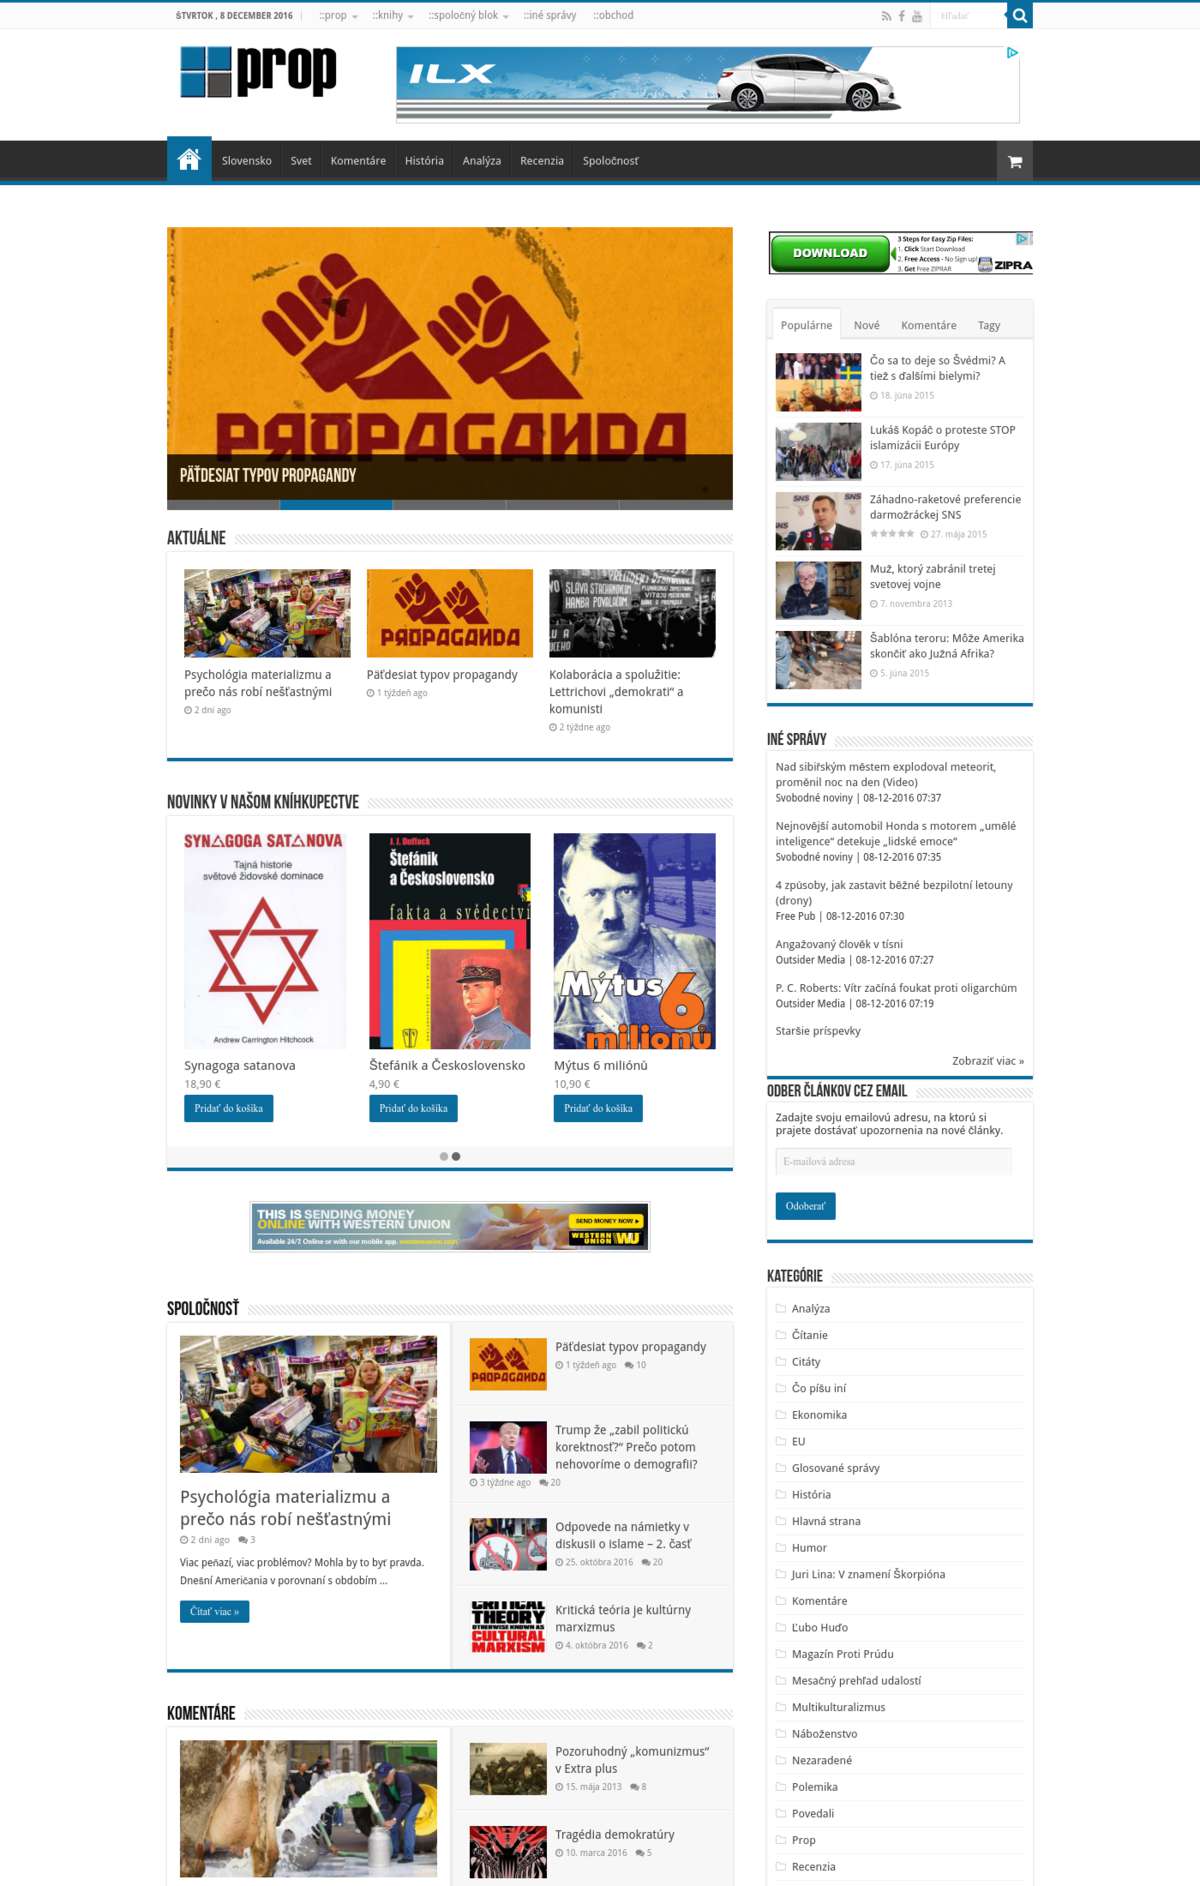 ŠTVRTOK , 8 DECEMBER 2016
::prop
::knihy
::spoločný blok
::iné správy
::obchod
Hľadať
prop
ILX
Slovensko
Svet
Komentáre
História
Analýza
Recenzia
Spoločnosť
PROPAGANDA
PÄŤDESIAT TYPOV PROPAGANDY
AKTUÁLNE
SLÁVA STACHANOVCOM
HANBA POVALAČOM
PROPAGANDA
Psychológia materializmu a
prečo nás robí nešťastnými
2 dni ago
Päťdesiat typov propagandy
1 týždeň ago
Kolaborácia a spolužitie:
Lettrichovi „demokrati“ a
komunisti
2 týždne ago
NOVINKY V NAŠOM KNÍHKUPECTVE
SYNAGOGA SATANOVA
Tajná historie
světové židovské dominace
Andrew Carrington Hitchcock
Synagoga satanova
18,90 €
Pridať do košíka
J. J. Duffack
Štefánik
a Československo
fakta a svědectví
Štefánik a Československo
4,90 €
Pridať do košíka
Mýtus 6
milionů
Mýtus 6 miliónů
10,90 €
Pridať do košíka
THIS IS SENDING MONEY
ONLINE WITH WESTERN UNION
Available 24/7 Online or with our mobile app. westernunion.com
SEND MONEY NOW
WESTERN UNION WU
SPOLOČNOSŤ
Psychológia materializmu a
prečo nás robí nešťastnými
2 dni ago 3
Viac peňazí, viac problémov? Mohla by to byť pravda.
Dnešní Američania v porovnaní s obdobím ...
Čítať viac »
PROPAGANDA
Päťdesiat typov propagandy
1 týždeň ago 10
Trump že „zabil politickú
korektnosť?“ Prečo potom
nehovoríme o demografii?
3 týždne ago 20
Odpovede na námietky v
diskusii o islame – 2. časť
25. októbra 2016 20
CRITICAL
THEORY
OTHERWISE KNOWN AS
CULTURAL
MARXISM
Kritická teória je kultúrny
marxizmus
4. októbra 2016 2
KOMENTÁRE
Pozoruhodný „komunizmus“
v Extra plus
15. mája 2013 8
Tragédia demokratúry
10. marca 2016 5
DOWNLOAD
3 Steps for Easy Zip Files:
1. Click Start Download
2. Free Access - No Sign up!
3. Get Free ZIPRAR
ZIPRA
Populárne
Nové
Komentáre
Tagy
Čo sa to deje so Švédmi? A
tiež s ďalšími bielymi?
18. júna 2015
Lukáš Kopáč o proteste STOP
islamizácii Európy
17. júna 2015
SNS
Záhadno-raketové preferencie
darmožráckej SNS
27. mája 2015
Muž, ktorý zabránil tretej
svetovej vojne
7. novembra 2013
Šablóna teroru: Môže Amerika
skončiť ako Južná Afrika?
5. júna 2015
INÉ SPRÁVY
Nad sibiřským městem explodoval meteorit,
proměnil noc na den (Video)
Svobodné noviny | 08-12-2016 07:37
Nejnovější automobil Honda s motorem „umělé
inteligence“ detekuje „lidské emoce“
Svobodné noviny | 08-12-2016 07:35
4 způsoby, jak zastavit běžné bezpilotní letouny
(drony)
Free Pub | 08-12-2016 07:30
Angažovaný člověk v tísni
Outsider Media | 08-12-2016 07:27
P. C. Roberts: Vítr začíná foukat proti oligarchům
Outsider Media | 08-12-2016 07:19
Staršie príspevky
Zobraziť viac »
ODBER ČLÁNKOV CEZ EMAIL
Zadajte svoju emailovú adresu, na ktorú si
prajete dostávať upozornenia na nové články.
E-mailová adresa
Odoberať
KATEGÓRIE
Analýza
Čítanie
Citáty
Čo píšu iní
Ekonomika
EU
Glosované správy
História
Hlavná strana
Humor
Juri Lina: V znamení Škorpióna
Komentáre
Ľubo Huďo
Magazín Proti Prúdu
Mesačný prehľad udalostí
Multikulturalizmus
Náboženstvo
Nezaradené
Polemika
Povedali
Prop
Recenzia